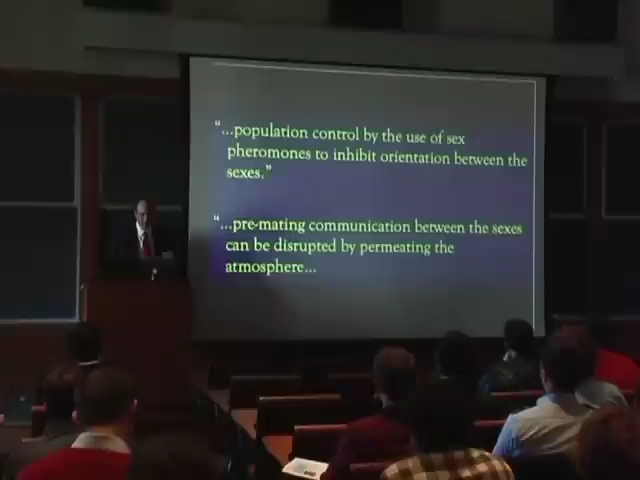 “...population control by the use of sex
pheromones to inhibit orientation between the
sexes.”
“...pre-mating communication between the sexes
can be disrupted by permeating the
atmosphere...